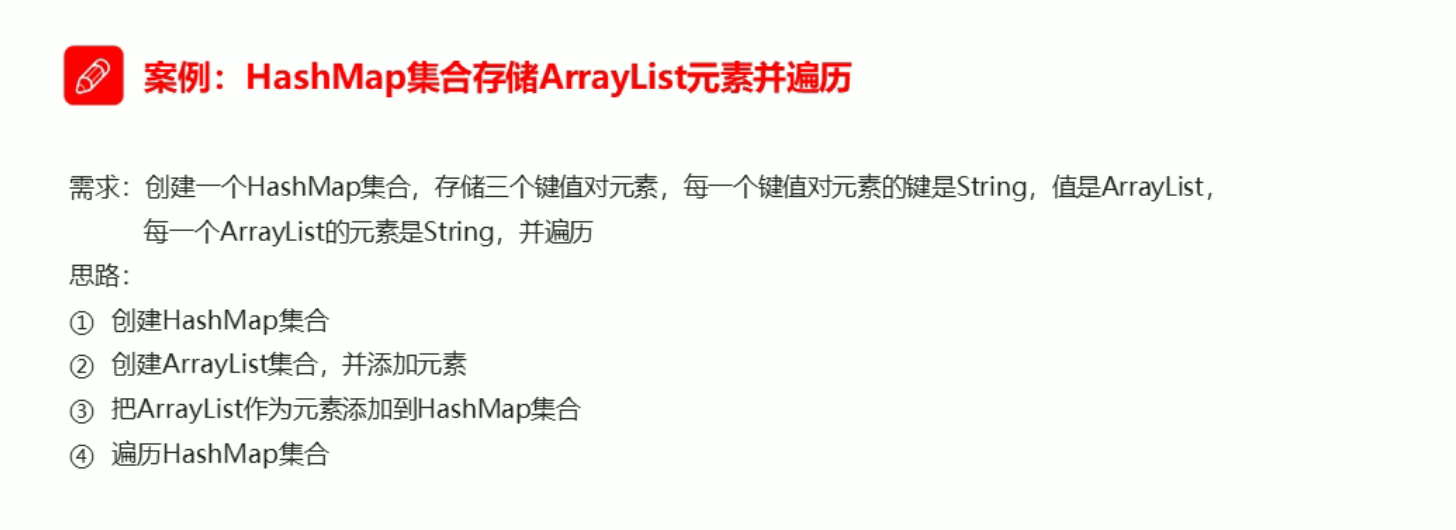 案例：HashMap集合存储ArrayList元素并遍历
需求：创建一个HashMap集合，存储三个键值对元素，每一个键值对元素的键是String，值是ArrayList，
每一个ArrayList的元素是String，并遍历
思路：
① 创建HashMap集合
② 创建ArrayList集合，并添加元素
③ 把ArrayList作为元素添加到HashMap集合
④ 遍历HashMap集合